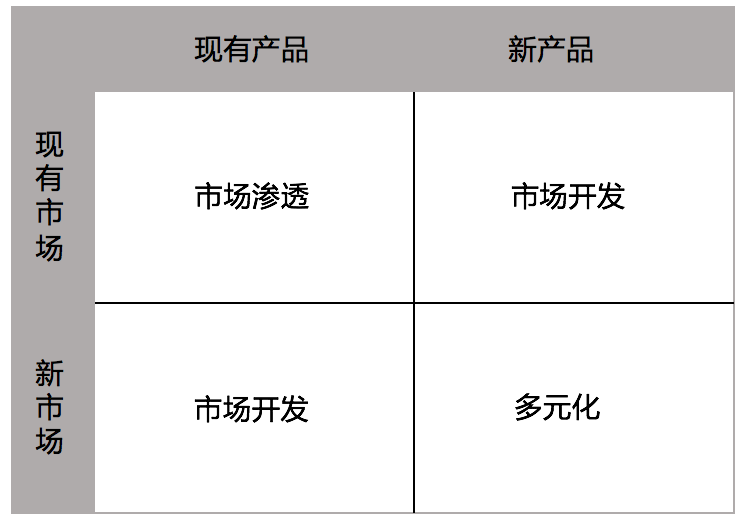 现有产品
新产品
现有市场
市场渗透
市场开发
新市场
市场开发
多元化